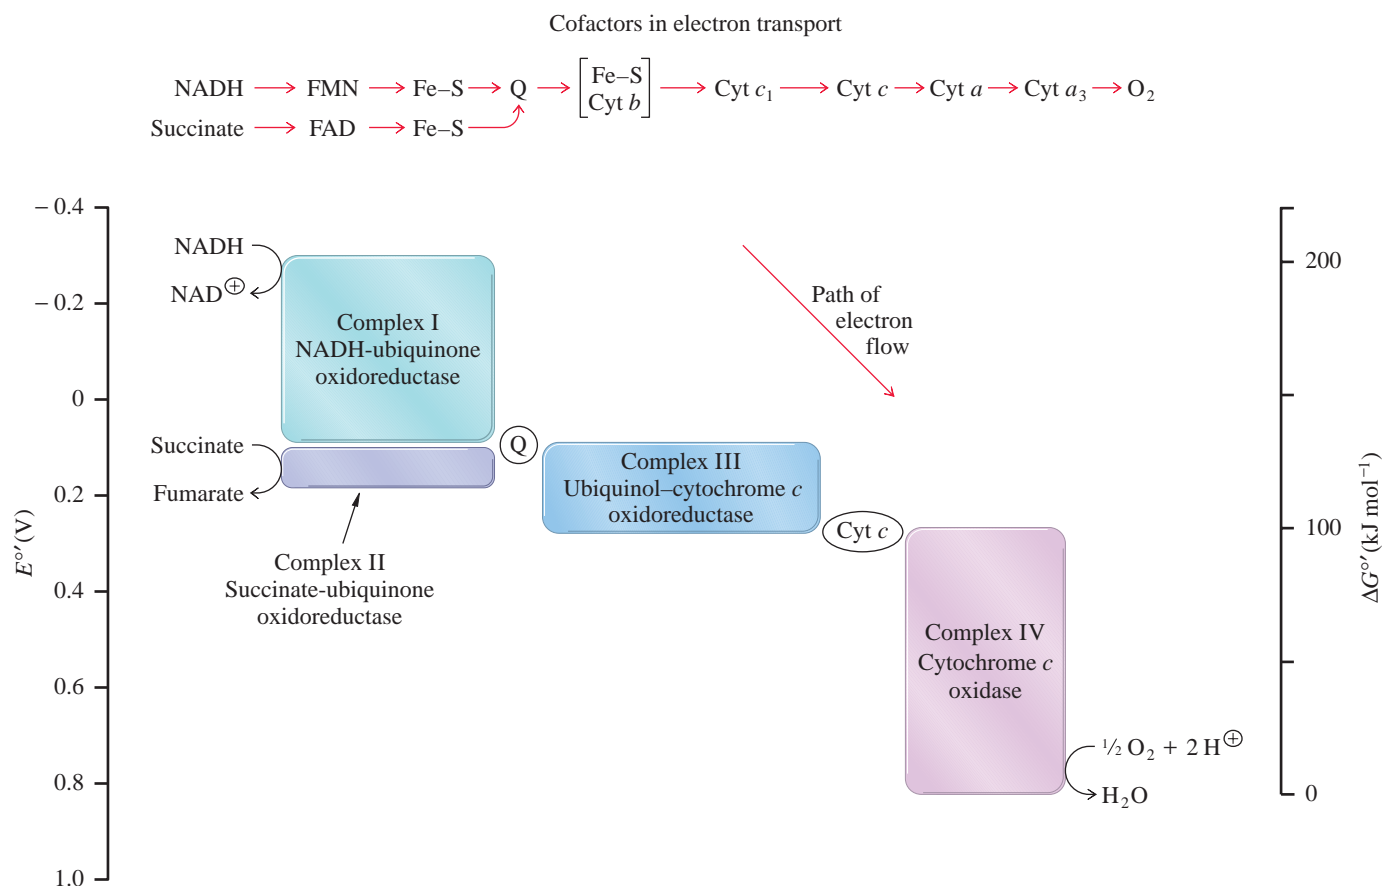 Cofactors in electron transport
NADH → FMN → Fe–S → Q → [Fe–S Cyt b] → Cyt c₁ → Cyt c → Cyt a → Cyt a₃ → O₂
Succinate → FAD → Fe–S
– 0.4
– 0.2
0
0.2
0.4
0.6
0.8
1.0
E°′(V)
NADH
NAD⊕
Complex I
NADH-ubiquinone
oxidoreductase
Succinate
Fumarate
Complex II
Succinate-ubiquinone
oxidoreductase
Q
Complex III
Ubiquinol–cytochrome c
oxidoreductase
Cyt c
Path of
electron
flow
Complex IV
Cytochrome c
oxidase
½ O₂ + 2 H⊕
H₂O
200
100
0
ΔG°′(kJ mol⁻¹)